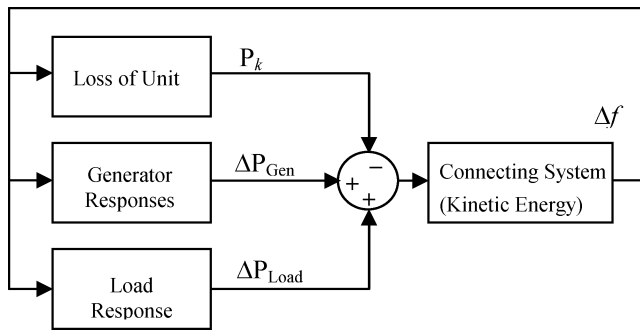 Loss of Unit
P_k
−
Δf
Generator
Responses
ΔP_Gen
+
+
Connecting System
(Kinetic Energy)
Load
Response
ΔP_Load